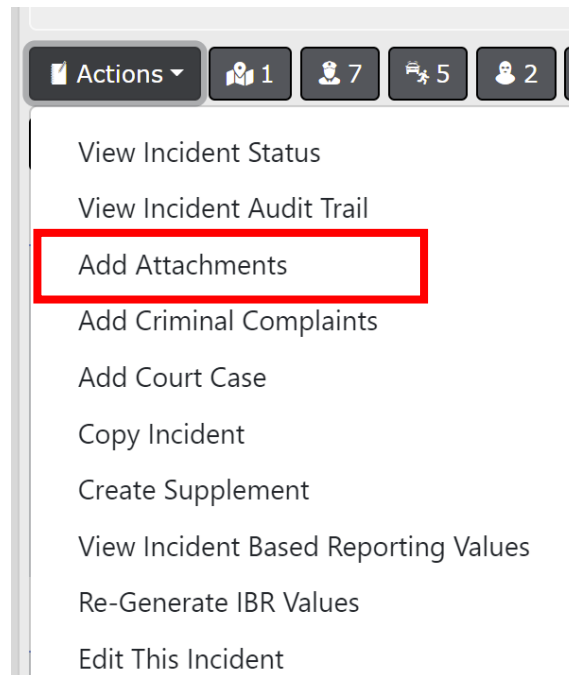 Actions 1 7 5 2
View Incident Status
View Incident Audit Trail
Add Attachments
Add Criminal Complaints
Add Court Case
Copy Incident
Create Supplement
View Incident Based Reporting Values
Re-Generate IBR Values
Edit This Incident